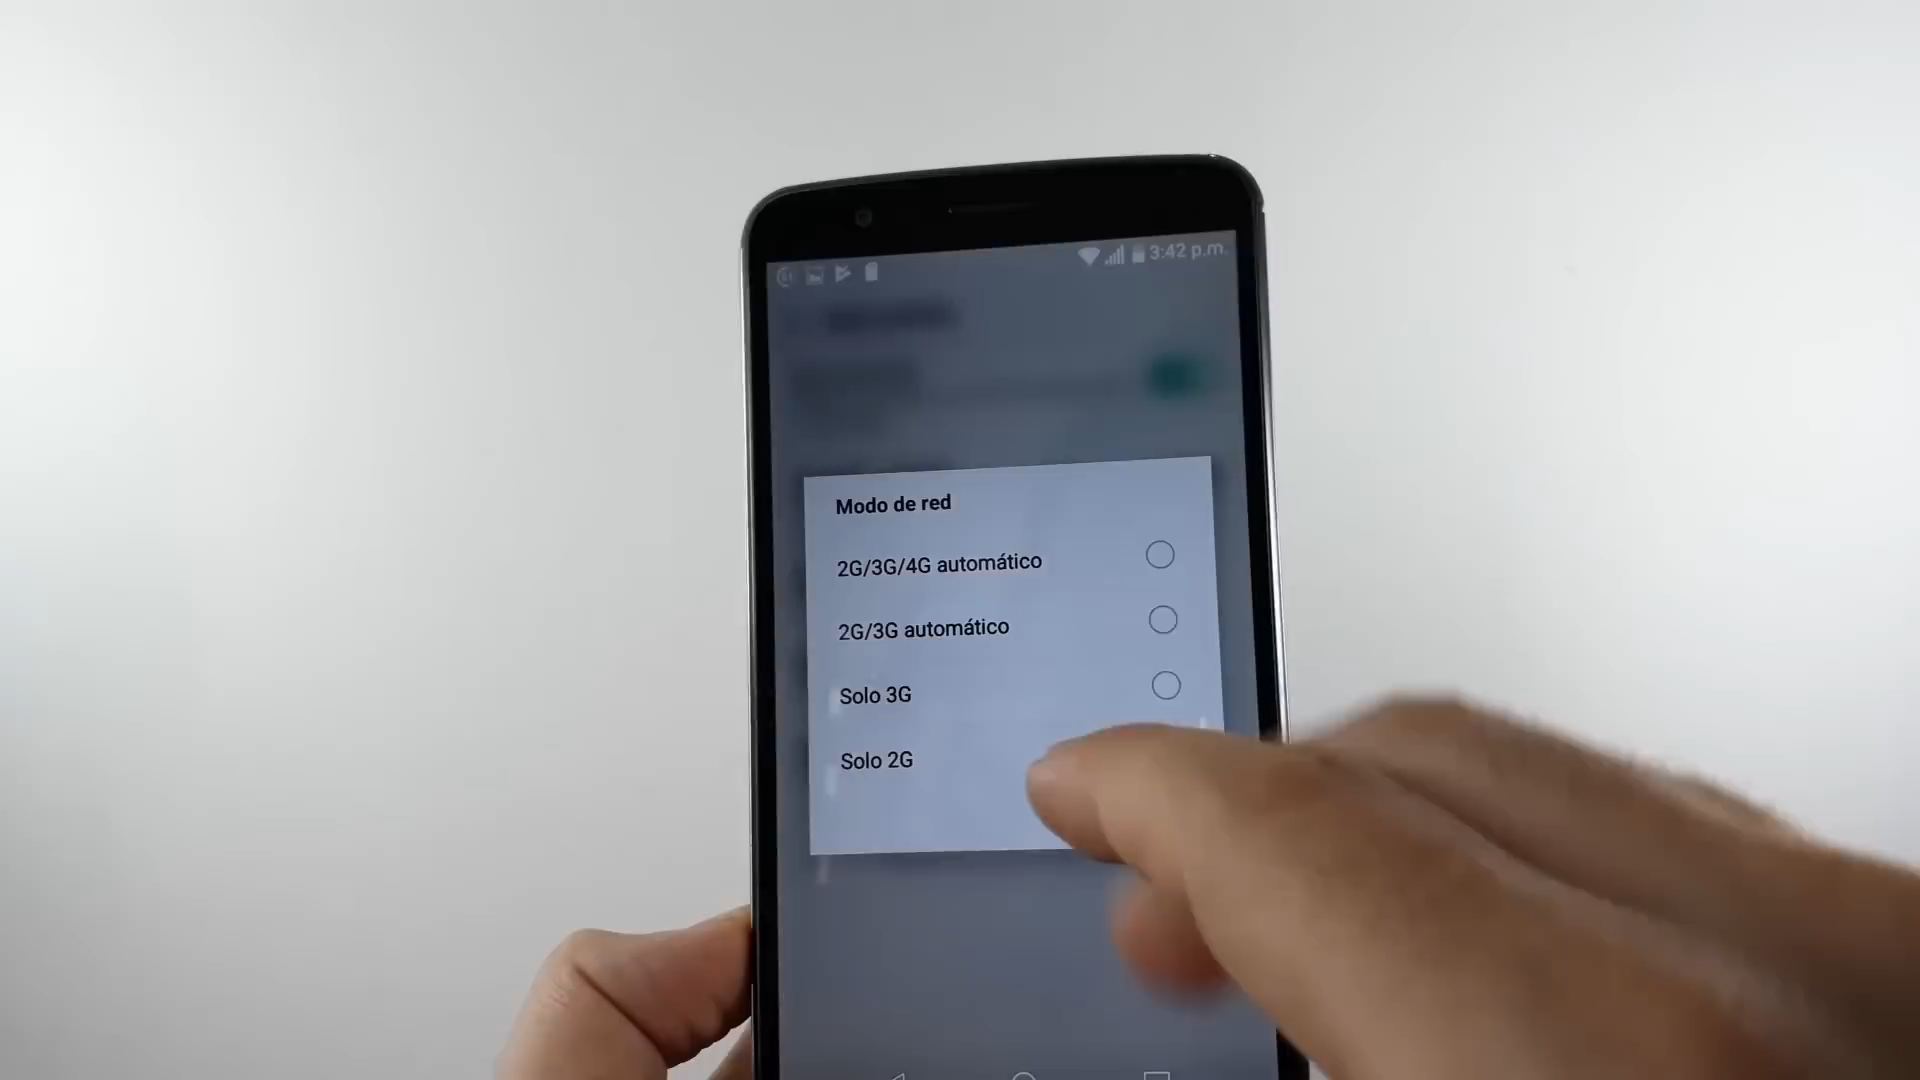 3:42 p.m.
Modo de red
2G/3G/4G automático
2G/3G automático
Solo 3G
Solo 2G